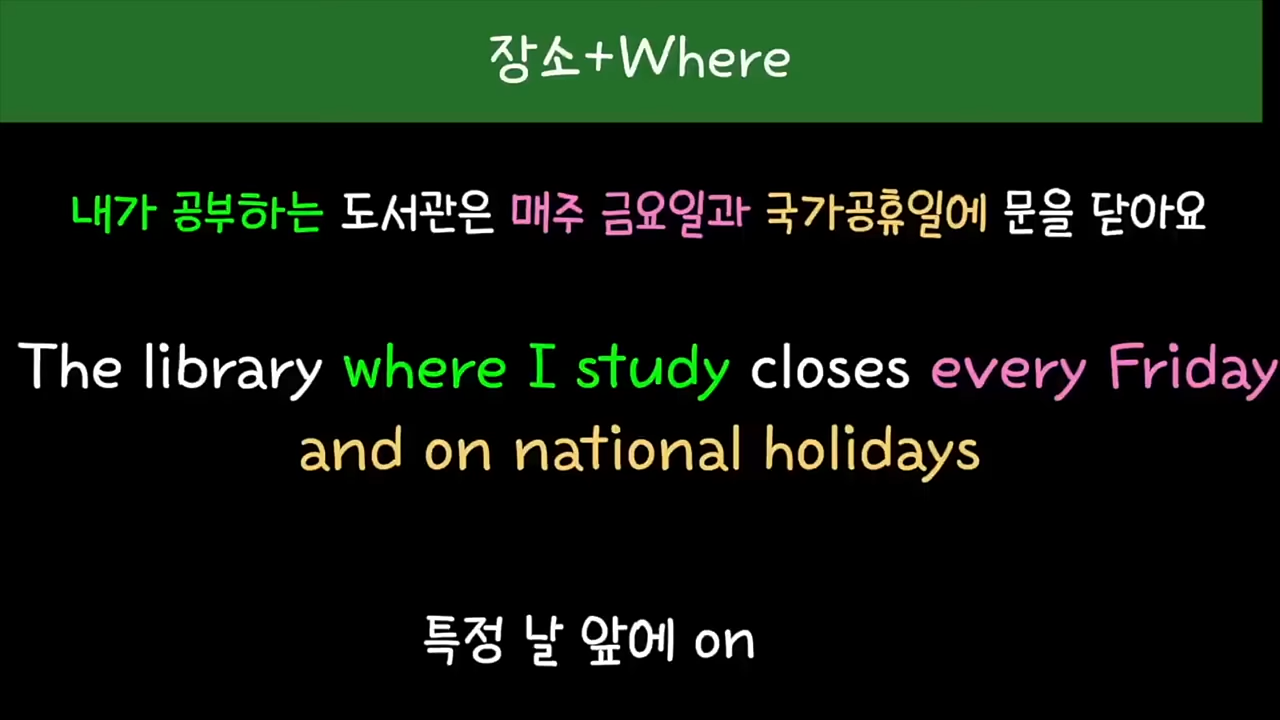 장소+Where
내가 공부하는 도서관은 매주 금요일과 국가공휴일에 문을 닫아요
The library where I study closes every Friday
and on national holidays
특정 날 앞에 on